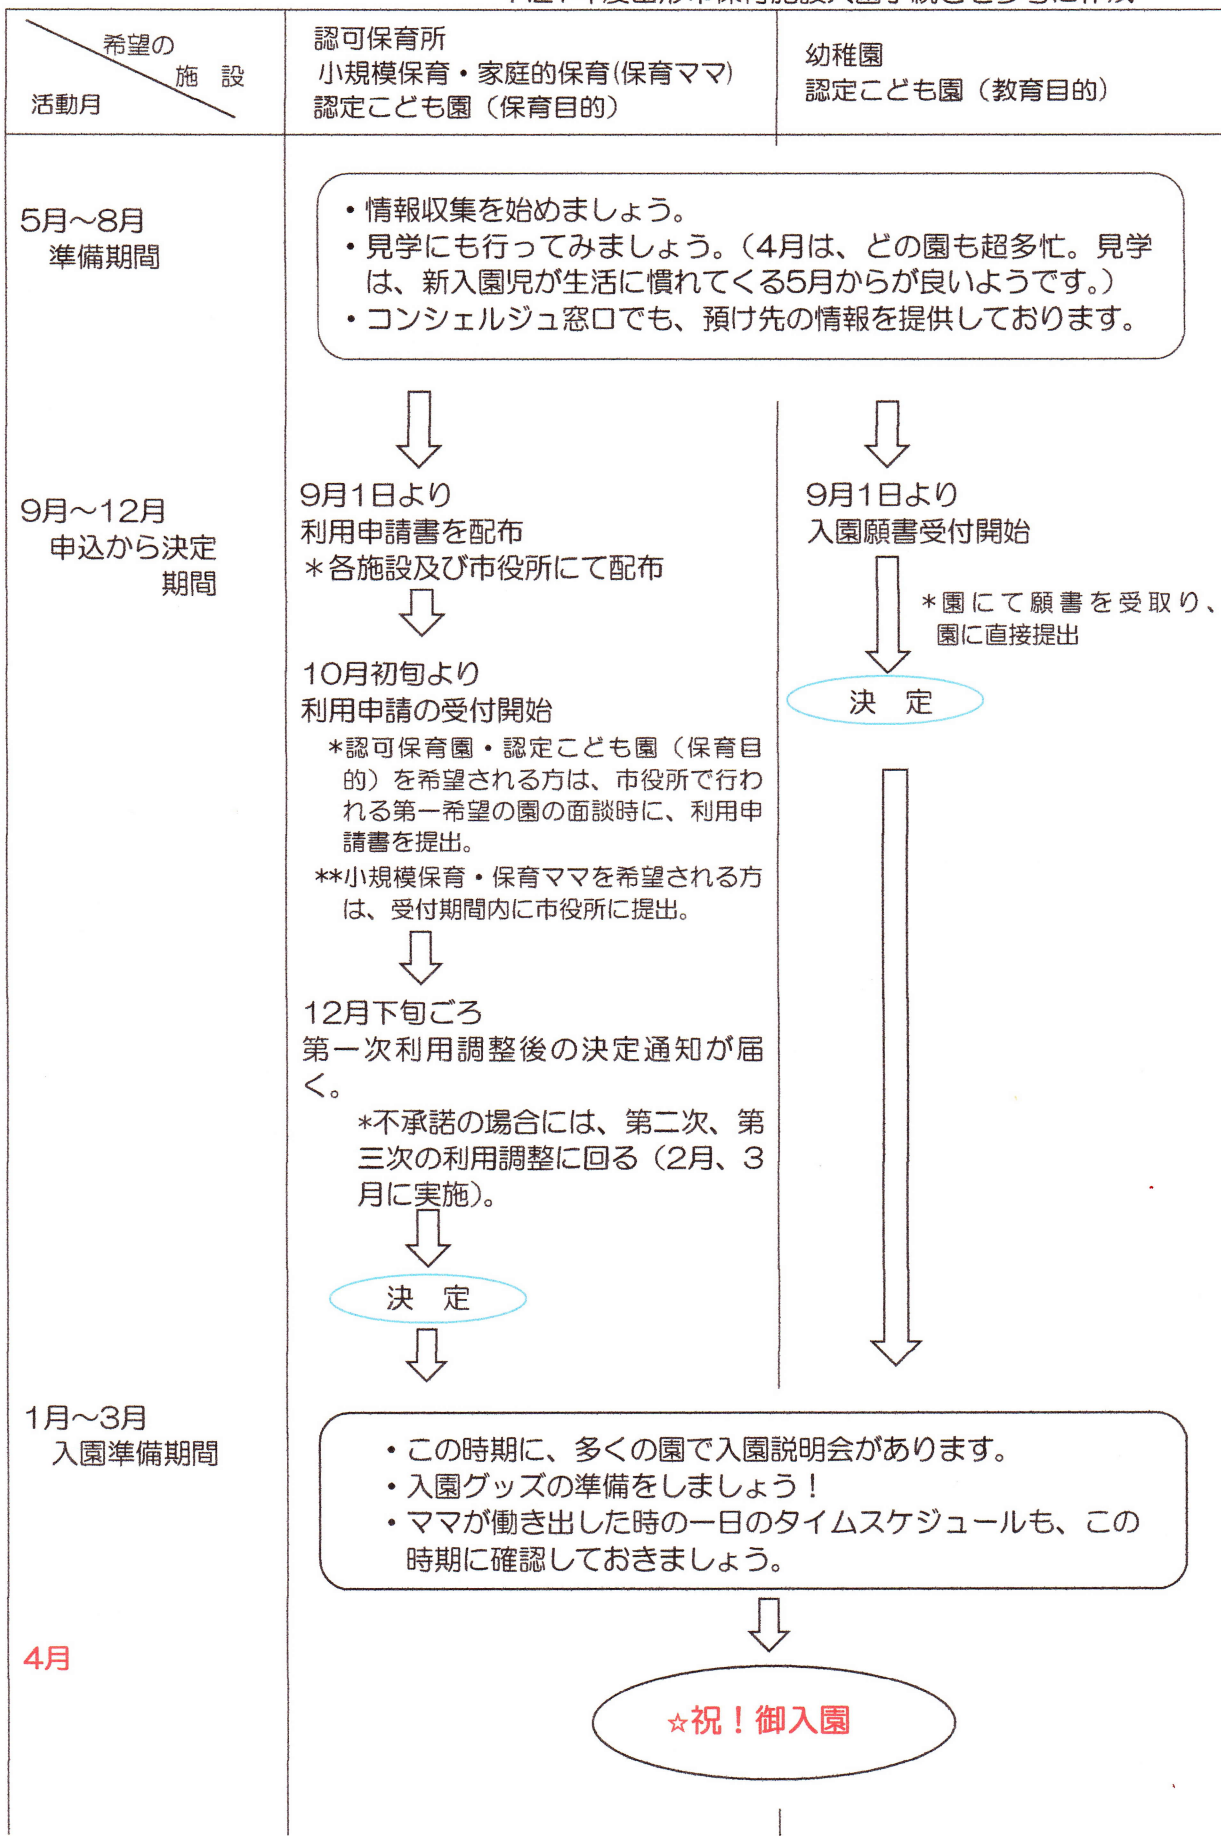 希望の
施 設
活動月
認可保育所
小規模保育・家庭的保育(保育ママ)
認定こども園（保育目的）
幼稚園
認定こども園（教育目的）
5月～8月
準備期間
・情報収集を始めましょう。
・見学にも行ってみましょう。（4月は、どの園も超多忙。見学
は、新入園児が生活に慣れてくる5月からが良いようです。）
・コンシェルジュ窓口でも、預け先の情報を提供しております。
9月～12月
申込から決定
期間
9月1日より
利用申請書を配布
＊各施設及び市役所にて配布
10月初旬より
利用申請の受付開始
*認可保育園・認定こども園（保育目
的）を希望される方は、市役所で行わ
れる第一希望の園の面談時に、利用申
請書を提出。
**小規模保育・保育ママを希望される方
は、受付期間内に市役所に提出。
12月下旬ごろ
第一次利用調整後の決定通知が届
く。
*不承諾の場合には、第二次、第
三次の利用調整に回る（2月、3
月に実施）。
決 定
9月1日より
入園願書受付開始
*園にて願書を受取り、
園に直接提出
決 定
1月～3月
入園準備期間
・この時期に、多くの園で入園説明会があります。
・入園グッズの準備をしましょう！
・ママが働き出した時の一日のタイムスケジュールも、この
時期に確認しておきましょう。
4月
☆祝！御入園